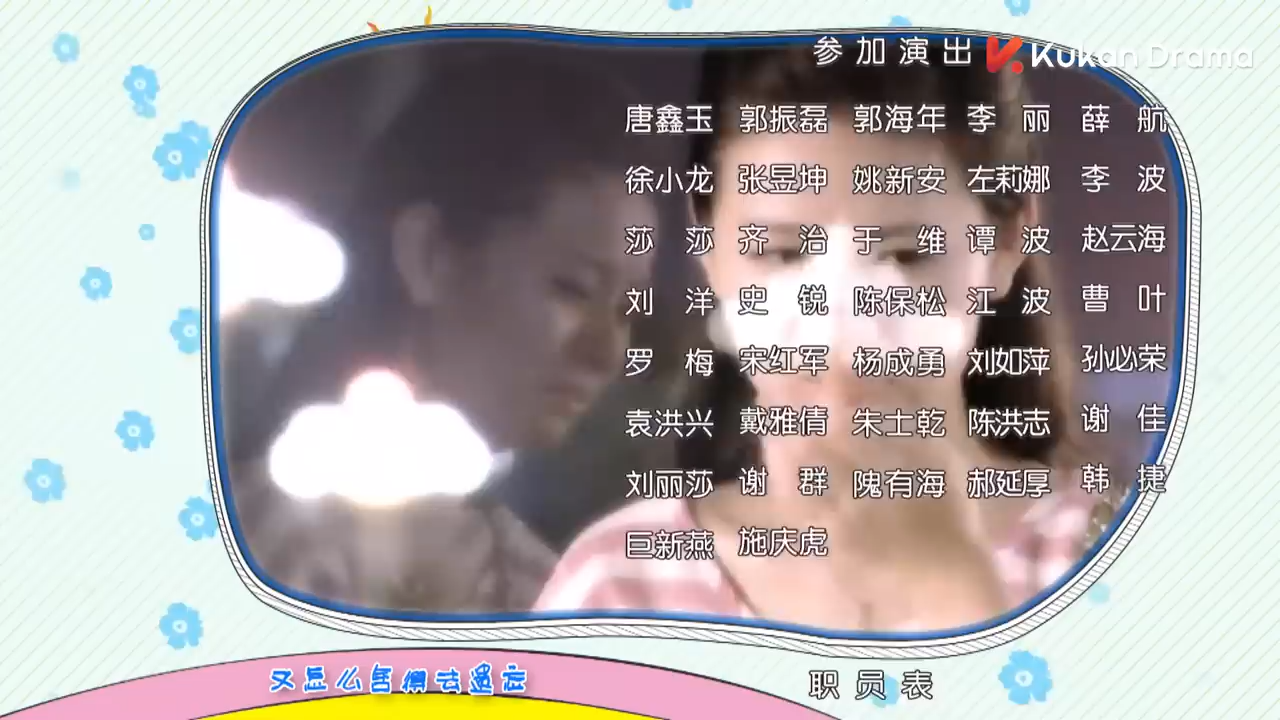 参加演出
Kukan Drama
唐鑫玉 郭振磊 郭海年 李 丽 薛 航
徐小龙 张昱坤 姚新安 左莉娜 李 波
莎 莎 齐 治 于 维 谭 波 赵云海
刘 洋 史 锐 陈保松 江 波 曹 叶
罗 梅 宋红军 杨成勇 刘如萍 孙必荣
袁洪兴 戴雅倩 朱士乾 陈洪志 谢 佳
刘丽莎 谢 群 隗有海 郝延厚 韩 捷
巨新燕 施庆虎
又怎么舍得去遗忘
职员表